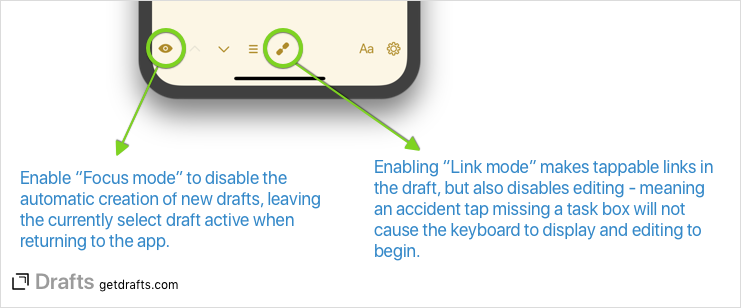 Aa
Enable “Focus mode” to disable the
automatic creation of new drafts, leaving
the currently select draft active when
returning to the app.
Enabling “Link mode” makes tappable links in
the draft, but also disables editing - meaning
an accident tap missing a task box will not
cause the keyboard to display and editing to
begin.
Drafts getdrafts.com